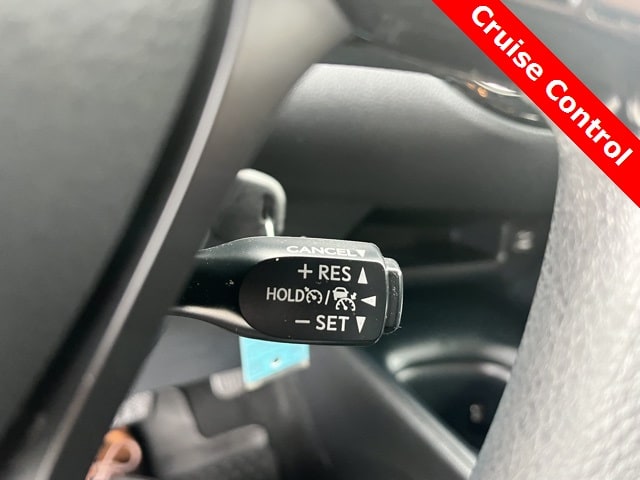 Cruise Control
CANCEL▼
+ RES ▲
HOLD / ◄
− SET ▼